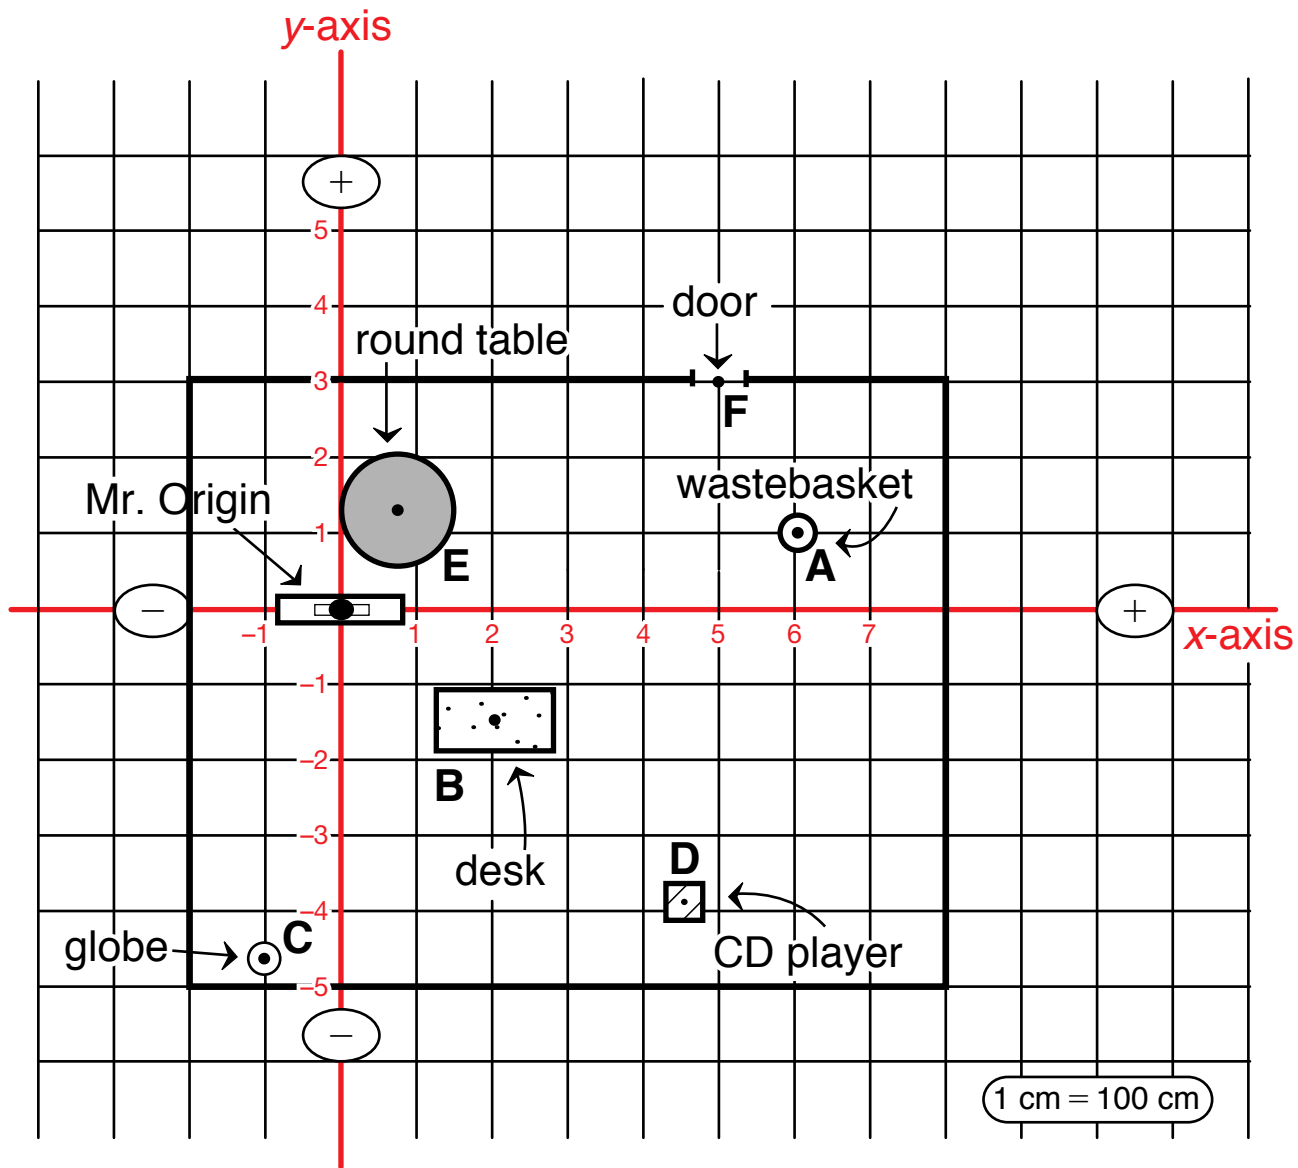 y-axis
+
5
4
door
round table
3
F
2
wastebasket
Mr. Origin
1
A
E
−
+
–1
1
2
3
4
5
6
7
x-axis
–1
–2
B
–3
D
desk
–4
C
globe
CD player
–5
−
1 cm = 100 cm